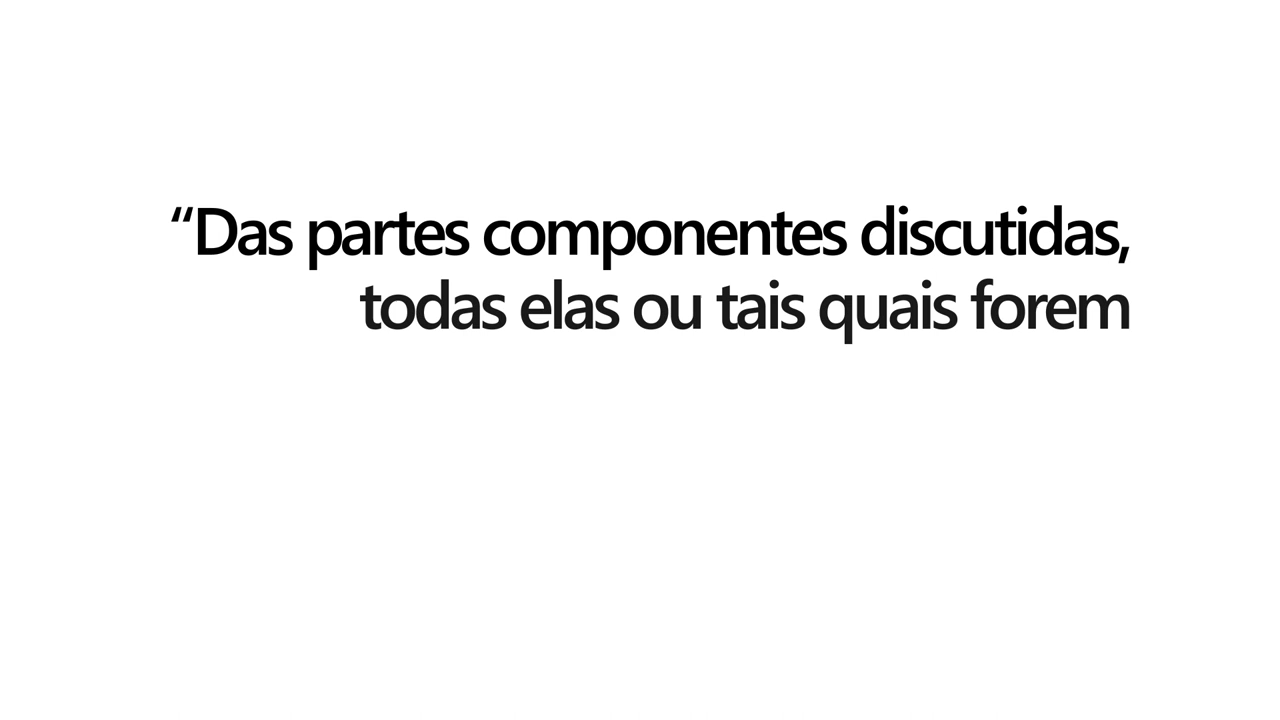 “Das partes componentes discutidas,
todas elas ou tais quais forem